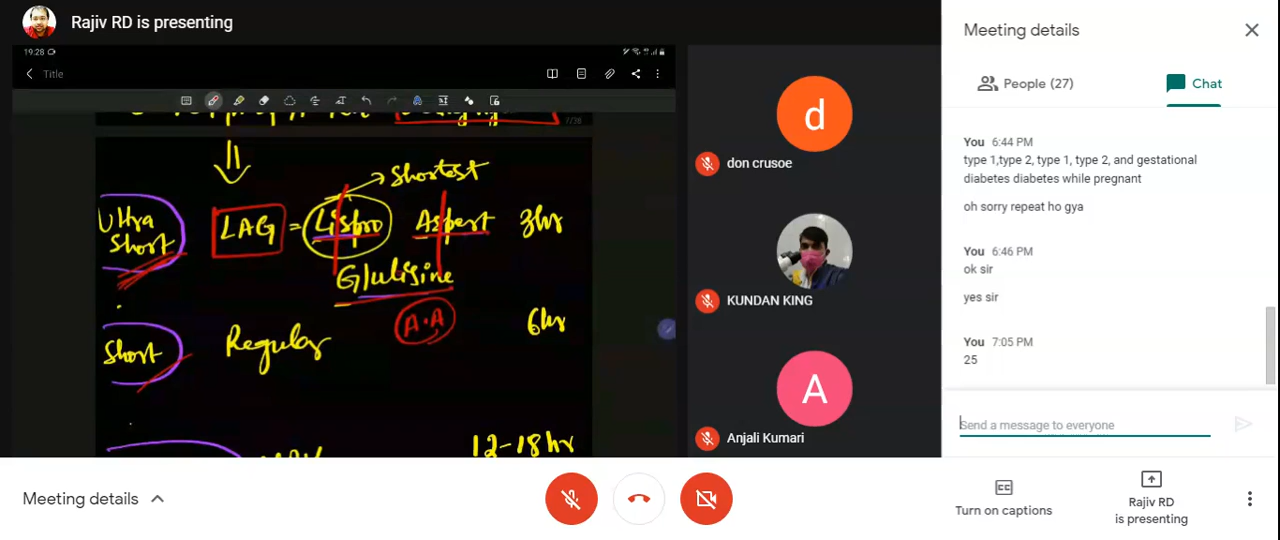 Rajiv RD is presenting
19.28
Title
7/38
Shortest
Ultra
Short
LAG = Lispro Aspart 3hr
Glulisine
A.A
Short
Regular
6hr
12-18hr
d
don crusoe
KUNDAN KING
A
Anjali Kumari
Meeting details
People (27)
Chat
You 6:44 PM
type 1,type 2, type 1, type 2, and gestational
diabetes diabetes while pregnant
oh sorry repeat ho gya
You 6:46 PM
ok sir
yes sir
You 7:05 PM
25
Send a message to everyone
Meeting details
Turn on captions
Rajiv RD
is presenting